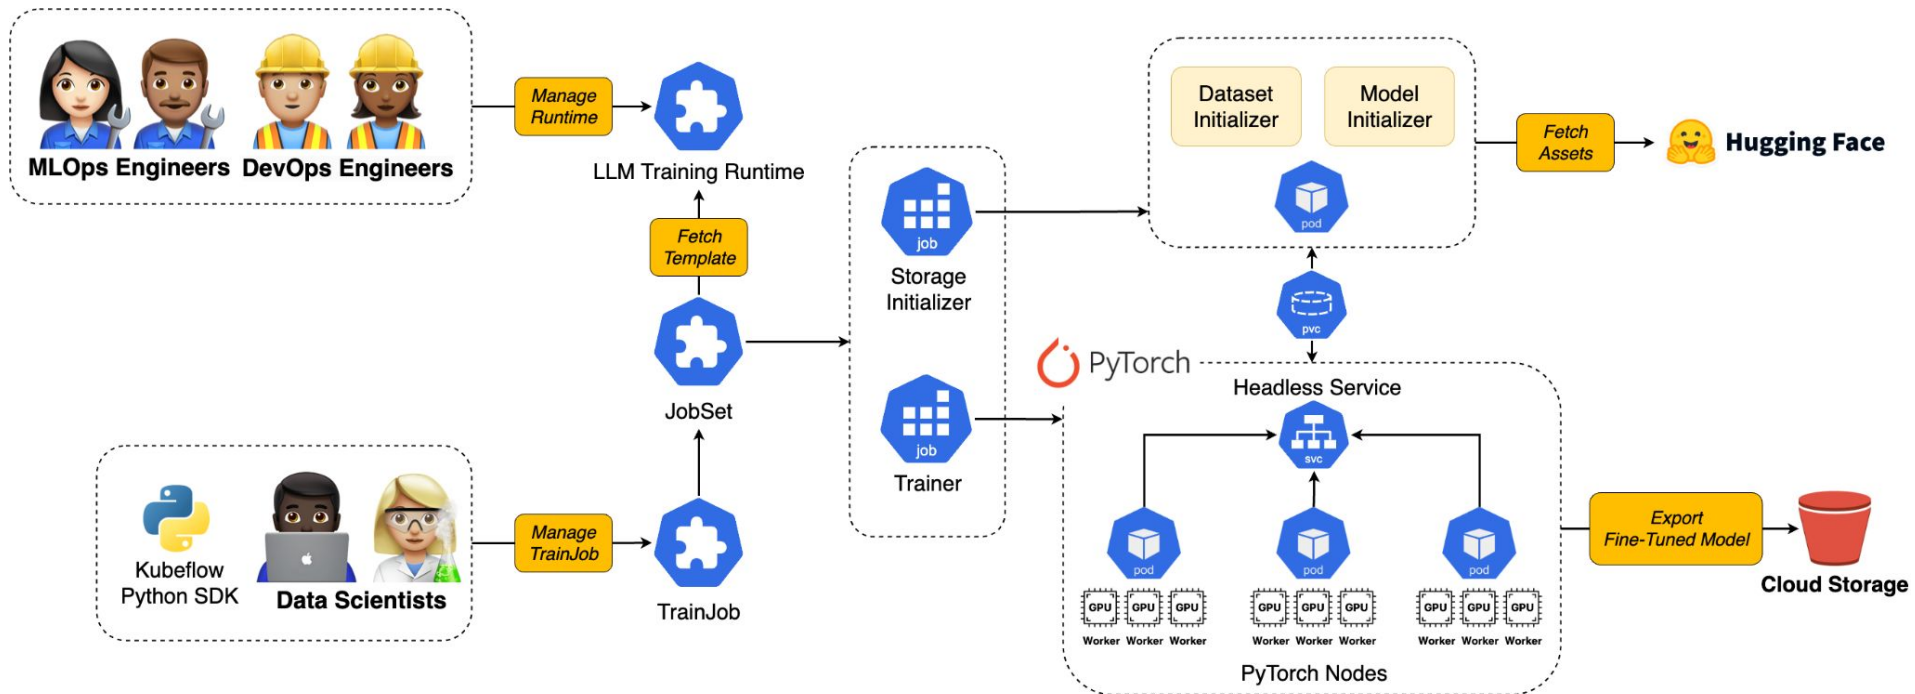 MLOps Engineers
DevOps Engineers
Manage
Runtime
LLM Training Runtime
Fetch
Template
JobSet
Kubeflow
Python SDK
Data Scientists
Manage
TrainJob
TrainJob
job
Storage
Initializer
job
Trainer
Dataset
Initializer
Model
Initializer
pod
Fetch
Assets
Hugging Face
pvc
PyTorch
Headless Service
svc
pod
pod
pod
GPU GPU GPU
Worker Worker Worker
GPU GPU GPU
Worker Worker Worker
GPU GPU GPU
Worker Worker Worker
PyTorch Nodes
Export
Fine-Tuned Model
Cloud Storage